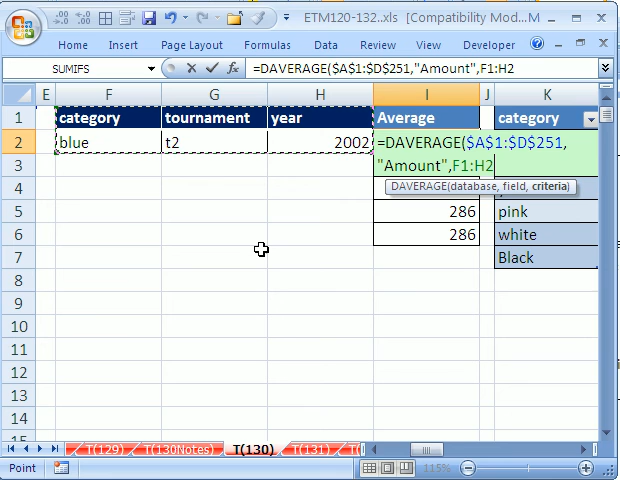 ETM120-132..xls [Compatibility Mod...M
Home Insert Page Layout Formulas Data Review View Developer
SUMIFS =DAVERAGE($A$1:$D$251,"Amount",F1:H2
E F G H I J K
1 category tournament year Average category
2 blue t2 2002 =DAVERAGE($A$1:$D$251,
3 "Amount",F1:H2
DAVERAGE(database, field, criteria)
4
5 286 pink
6 286 white
7 Black
8
9
10
11
12
13
14
15
T(129) T(130Notes) T(130) T(131)
Point 115%